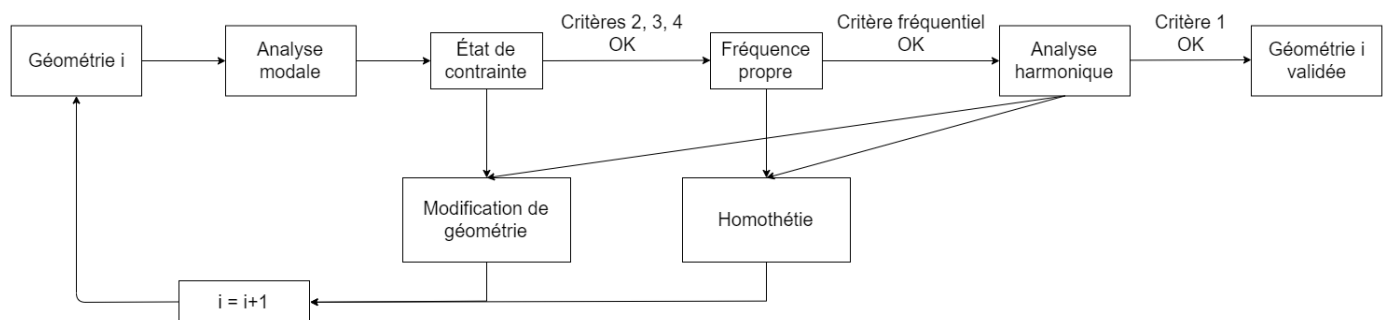 Géométrie i
Analyse
modale
État de
contrainte
Critères 2, 3, 4
OK
Fréquence
propre
Critère fréquentiel
OK
Analyse
harmonique
Critère 1
OK
Géométrie i
validée
Modification de
géométrie
Homothétie
i = i+1